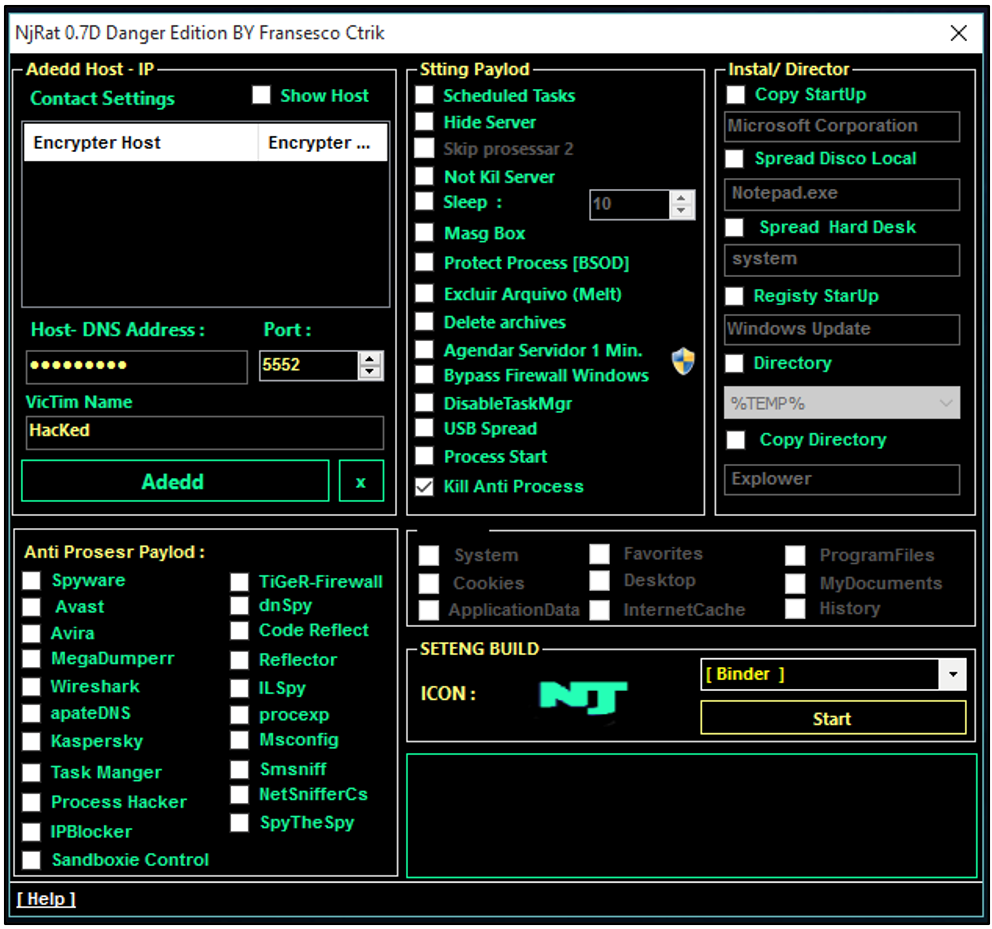 NjRat 0.7D Danger Edition BY Fransesco Ctrik
Adedd Host - IP
Contact Settings
Show Host
Encrypter Host
Encrypter ...
Host- DNS Address :
Port :
•••••••••
5552
VicTim Name
HacKed
Adedd
x
Stting Paylod
Scheduled Tasks
Hide Server
Skip prosessar 2
Not Kil Server
Sleep :
10
Masg Box
Protect Process [BSOD]
Excluir Arquivo (Melt)
Delete archives
Agendar Servidor 1 Min.
Bypass Firewall Windows
DisableTaskMgr
USB Spread
Process Start
Kill Anti Process
Instal/ Director
Copy StartUp
Microsoft Corporation
Spread Disco Local
Notepad.exe
Spread Hard Desk
system
Registy StarUp
Windows Update
Directory
%TEMP%
Copy Directory
Explower
Anti Prosesr Paylod :
Spyware
Avast
Avira
MegaDumperr
Wireshark
apateDNS
Kaspersky
Task Manger
Process Hacker
IPBlocker
Sandboxie Control
TiGeR-Firewall
dnSpy
Code Reflect
Reflector
ILSpy
procexp
Msconfig
Smsniff
NetSnifferCs
SpyTheSpy
System
Cookies
ApplicationData
Favorites
Desktop
InternetCache
ProgramFiles
MyDocuments
History
SETENG BUILD
ICON :
NJ
[ Binder ]
Start
[ Help ]